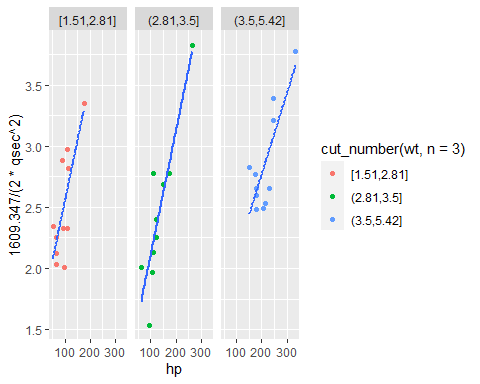 [1.51,2.81] (2.81,3.5] (3.5,5.42]
3.5
3.0
2.5
2.0
1.5
1609.347/(2 * qsec^2)
100 200 300 100 200 300 100 200 300
hp
cut_number(wt, n = 3)
[1.51,2.81]
(2.81,3.5]
(3.5,5.42]